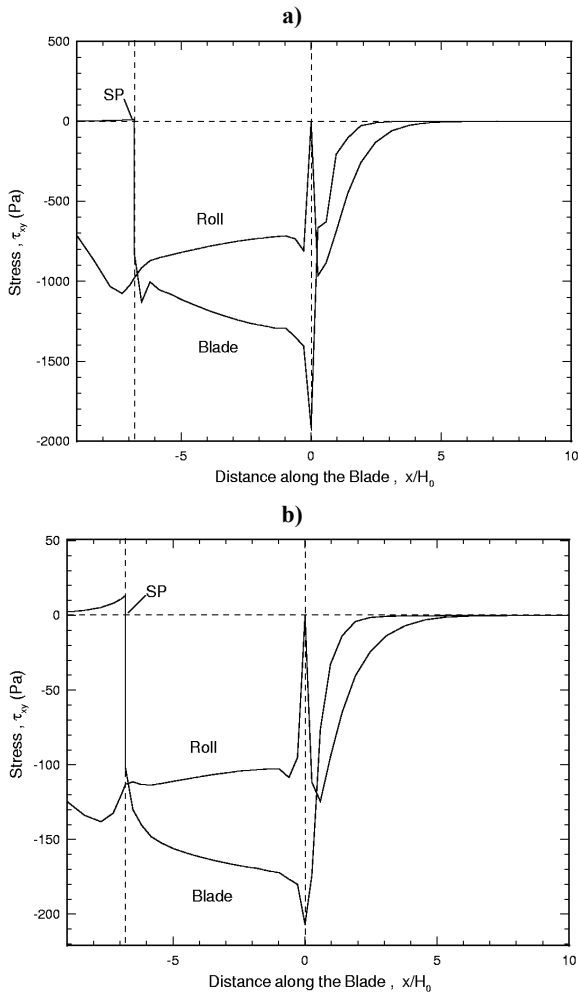 a)
500
0
-500
-1000
-1500
-2000
Stress , τxy (Pa)
SP
Roll
Blade
-5
0
5
10
Distance along the Blade , x/H0
b)
50
0
-50
-100
-150
-200
Stress , τxy (Pa)
SP
Roll
Blade
-5
0
5
10
Distance along the Blade , x/H0